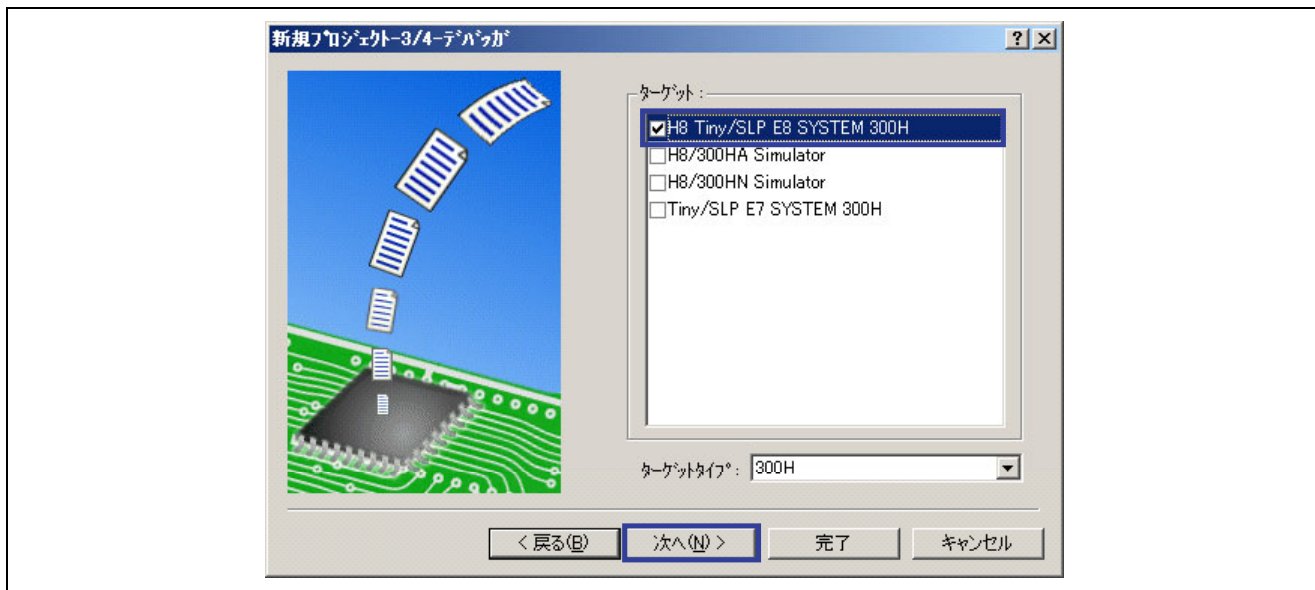 新規ﾌﾟﾛｼﾞｪｸﾄ-3/4-ﾃﾞﾊﾞｯｶﾞ
ﾀｰｹﾞｯﾄ :
H8 Tiny/SLP E8 SYSTEM 300H
H8/300HA Simulator
H8/300HN Simulator
Tiny/SLP E7 SYSTEM 300H
ﾀｰｹﾞｯﾄﾀｲﾌﾟ : 300H
< 戻る(B) 次へ(N) > 完了 キャンセル